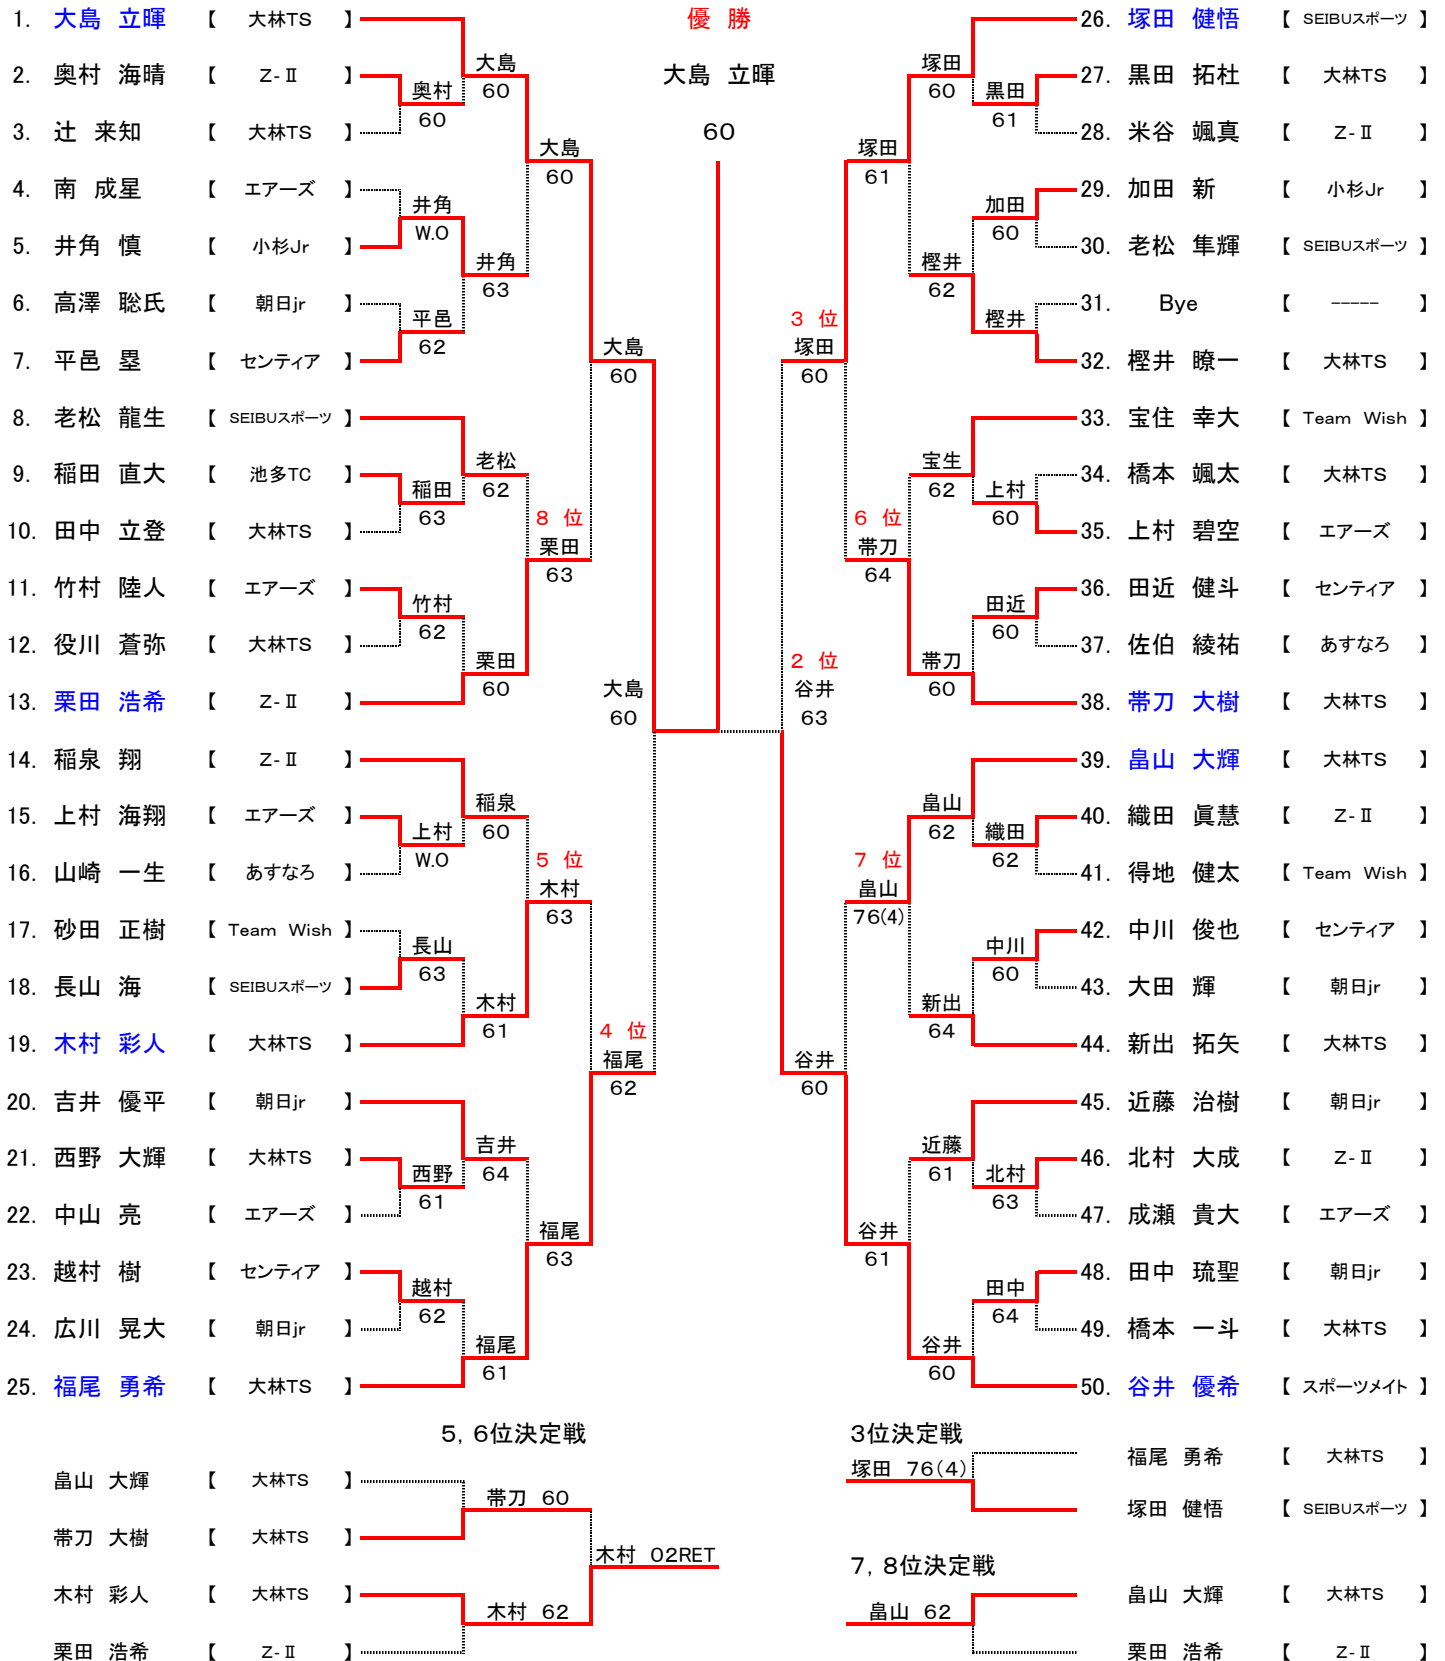 1. 大島 立暉 【 大林TS 】
2. 奥村 海晴 【 Z-Ⅱ 】
3. 辻 来知 【 大林TS 】
4. 南 成星 【 エアーズ 】
5. 井角 慎 【 小杉Jr 】
6. 高澤 聡氏 【 朝日jr 】
7. 平邑 塁 【 センティア 】
8. 老松 龍生 【 SEIBUスポーツ 】
9. 稲田 直大 【 池多TC 】
10. 田中 立登 【 大林TS 】
11. 竹村 陸人 【 エアーズ 】
12. 役川 蒼弥 【 大林TS 】
13. 栗田 浩希 【 Z-Ⅱ 】
14. 稲泉 翔 【 Z-Ⅱ 】
15. 上村 海翔 【 エアーズ 】
16. 山崎 一生 【 あすなろ 】
17. 砂田 正樹 【 Team Wish 】
18. 長山 海 【 SEIBUスポーツ 】
19. 木村 彩人 【 大林TS 】
20. 吉井 優平 【 朝日jr 】
21. 西野 大輝 【 大林TS 】
22. 中山 亮 【 エアーズ 】
23. 越村 樹 【 センティア 】
24. 広川 晃大 【 朝日jr 】
25. 福尾 勇希 【 大林TS 】
奥村
60
井角
W.O
平邑
62
稲田
63
竹村
62
上村
W.O
長山
63
西野
61
越村
62
大島
60
井角
63
老松
62
栗田
60
稲泉
60
木村
61
吉井
64
福尾
61
大島
60
8 位
栗田
63
5 位
木村
63
福尾
63
大島
60
4 位
福尾
62
大島
60
優 勝
大島 立暉
60
2 位
谷井
63
3 位
塚田
60
谷井
60
塚田
61
6 位
帯刀
64
7 位
畠山
76(4)
谷井
61
塚田
60
樫井
62
宝生
62
帯刀
60
畠山
62
新出
64
近藤
61
谷井
60
黒田
61
加田
60
樫井
上村
60
田近
60
織田
62
中川
60
北村
63
田中
64
26. 塚田 健悟 【 SEIBUスポーツ 】
27. 黒田 拓杜 【 大林TS 】
28. 米谷 颯真 【 Z-Ⅱ 】
29. 加田 新 【 小杉Jr 】
30. 老松 隼輝 【 SEIBUスポーツ 】
31. Bye 【 ----- 】
32. 樫井 瞭一 【 大林TS 】
33. 宝住 幸大 【 Team Wish 】
34. 橋本 颯太 【 大林TS 】
35. 上村 碧空 【 エアーズ 】
36. 田近 健斗 【 センティア 】
37. 佐伯 綾祐 【 あすなろ 】
38. 帯刀 大樹 【 大林TS 】
39. 畠山 大輝 【 大林TS 】
40. 織田 眞慧 【 Z-Ⅱ 】
41. 得地 健太 【 Team Wish 】
42. 中川 俊也 【 センティア 】
43. 大田 輝 【 朝日jr 】
44. 新出 拓矢 【 大林TS 】
45. 近藤 治樹 【 朝日jr 】
46. 北村 大成 【 Z-Ⅱ 】
47. 成瀬 貴大 【 エアーズ 】
48. 田中 琉聖 【 朝日jr 】
49. 橋本 一斗 【 大林TS 】
50. 谷井 優希 【 スポーツメイト 】
5, 6位決定戦
畠山 大輝 【 大林TS 】
帯刀 大樹 【 大林TS 】
木村 彩人 【 大林TS 】
栗田 浩希 【 Z-Ⅱ 】
帯刀 60
木村 62
木村 02RET
3位決定戦
塚田 76(4)
福尾 勇希 【 大林TS 】
塚田 健悟 【 SEIBUスポーツ 】
7, 8位決定戦
畠山 62
畠山 大輝 【 大林TS 】
栗田 浩希 【 Z-Ⅱ 】